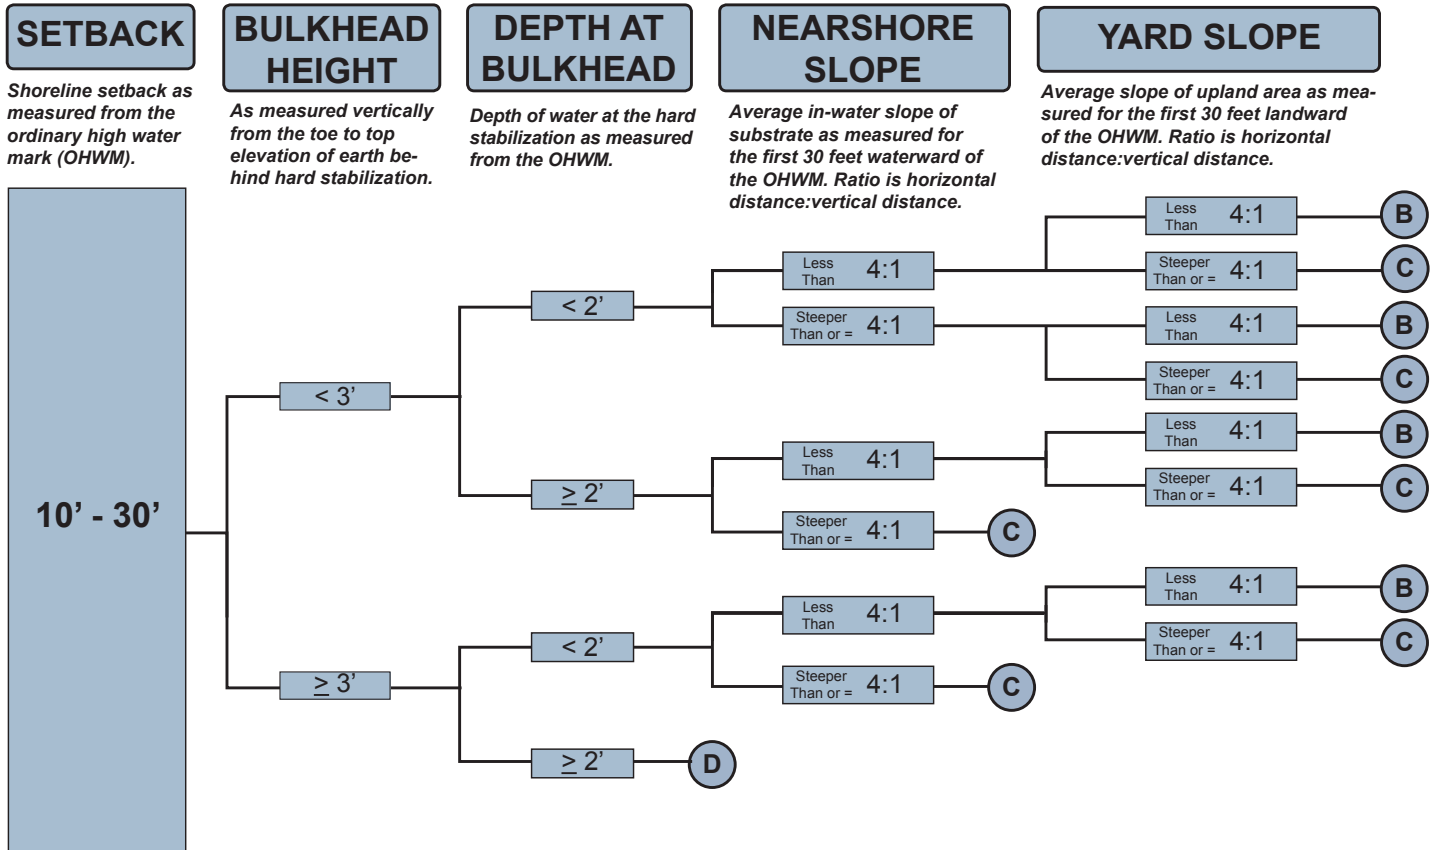 SETBACK
BULKHEAD
HEIGHT
DEPTH AT
BULKHEAD
NEARSHORE
SLOPE
YARD SLOPE
Shoreline setback as
measured from the
ordinary high water
mark (OHWM).
As measured vertically
from the toe to top
elevation of earth be-
hind hard stabilization.
Depth of water at the hard
stabilization as measured
from the OHWM.
Average in-water slope of
substrate as measured for
the first 30 feet waterward of
the OHWM. Ratio is horizontal
distance:vertical distance.
Average slope of upland area as mea-
sured for the first 30 feet landward
of the OHWM. Ratio is horizontal
distance:vertical distance.
10’ - 30’
< 3’
≥ 3’
< 2’
≥ 2’
< 2’
≥ 2’
D
Less
Than 4:1
Steeper
Than or = 4:1
Less
Than 4:1
Steeper
Than or = 4:1
C
Less
Than 4:1
Steeper
Than or = 4:1
C
Less
Than 4:1
B
Steeper
Than or = 4:1
C
Less
Than 4:1
B
Steeper
Than or = 4:1
C
Less
Than 4:1
B
Steeper
Than or = 4:1
C
Less
Than 4:1
B
Steeper
Than or = 4:1
C